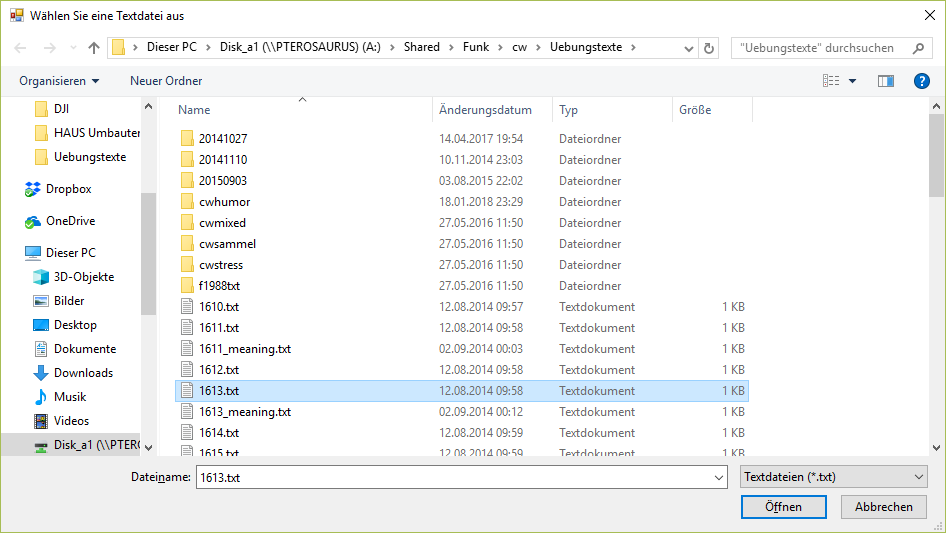 Wählen Sie eine Textdatei aus
Dieser PC Disk_a1 (\\PTEROSAURUS) (A:) Shared Funk cw Uebungstexte
"Uebungstexte" durchsuchen
Organisieren Neuer Ordner
DJI
HAUS Umbauten
Uebungstexte
Dropbox
OneDrive
Dieser PC
3D-Objekte
Bilder
Desktop
Dokumente
Downloads
Musik
Videos
Disk_a1 (\\PTERO
Name Änderungsdatum Typ Größe
20141027 14.04.2017 19:54 Dateiordner
20141110 10.11.2014 23:03 Dateiordner
20150903 03.08.2015 22:02 Dateiordner
cwhumor 18.01.2018 23:29 Dateiordner
cwmixed 27.05.2016 11:50 Dateiordner
cwsammel 27.05.2016 11:50 Dateiordner
cwstress 27.05.2016 11:50 Dateiordner
f1988txt 27.05.2016 11:50 Dateiordner
1610.txt 12.08.2014 09:57 Textdokument 1 KB
1611.txt 12.08.2014 09:58 Textdokument 1 KB
1611_meaning.txt 02.09.2014 00:03 Textdokument 1 KB
1612.txt 12.08.2014 09:58 Textdokument 1 KB
1613.txt 12.08.2014 09:58 Textdokument 1 KB
1613_meaning.txt 02.09.2014 00:12 Textdokument 1 KB
1614.txt 12.08.2014 09:59 Textdokument 1 KB
1615.txt 12.08.2014 09:59 Textdokument 1 KB
Dateiname: 1613.txt Textdateien (*.txt)
Öffnen Abbrechen